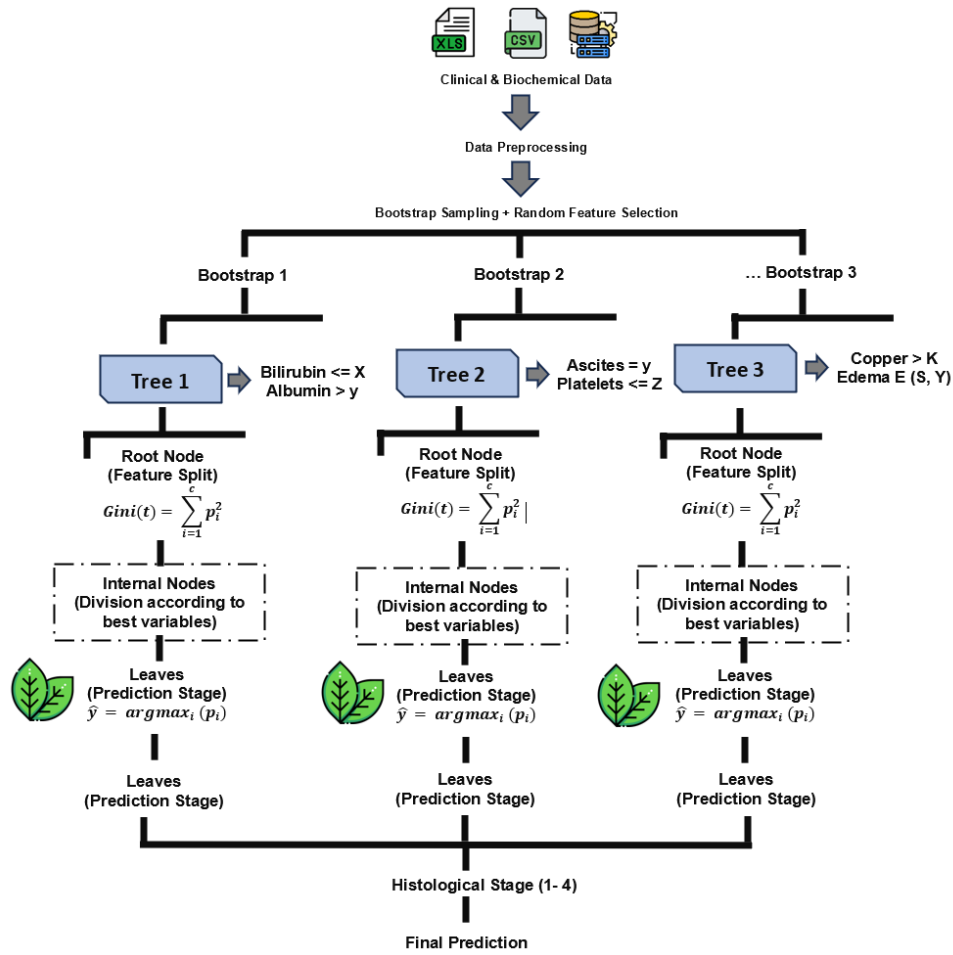 XLS
CSV
Clinical & Biochemical Data
Data Preprocessing
Bootstrap Sampling + Random Feature Selection
Bootstrap 1
Bootstrap 2
... Bootstrap 3
Tree 1
Bilirubin <= X
Albumin > y
Tree 2
Ascites = y
Platelets <= Z
Tree 3
Copper > K
Edema E (S, Y)
Root Node
(Feature Split)
Gini(t) = ∑_{i=1}^{c} p_i^2
Root Node
(Feature Split)
Gini(t) = ∑_{i=1}^{c} p_i^2 |
Root Node
(Feature Split)
Gini(t) = ∑_{i=1}^{c} p_i^2
Internal Nodes
(Division according to
best variables)
Internal Nodes
(Division according to
best variables)
Internal Nodes
(Division according to
best variables)
Leaves
(Prediction Stage)
ŷ = argmax_i (p_i)
Leaves
(Prediction Stage)
ŷ = argmax_i (p_i)
Leaves
(Prediction Stage)
ŷ = argmax_i (p_i)
Leaves
(Prediction Stage)
Leaves
(Prediction Stage)
Leaves
(Prediction Stage)
Histological Stage (1- 4)
Final Prediction